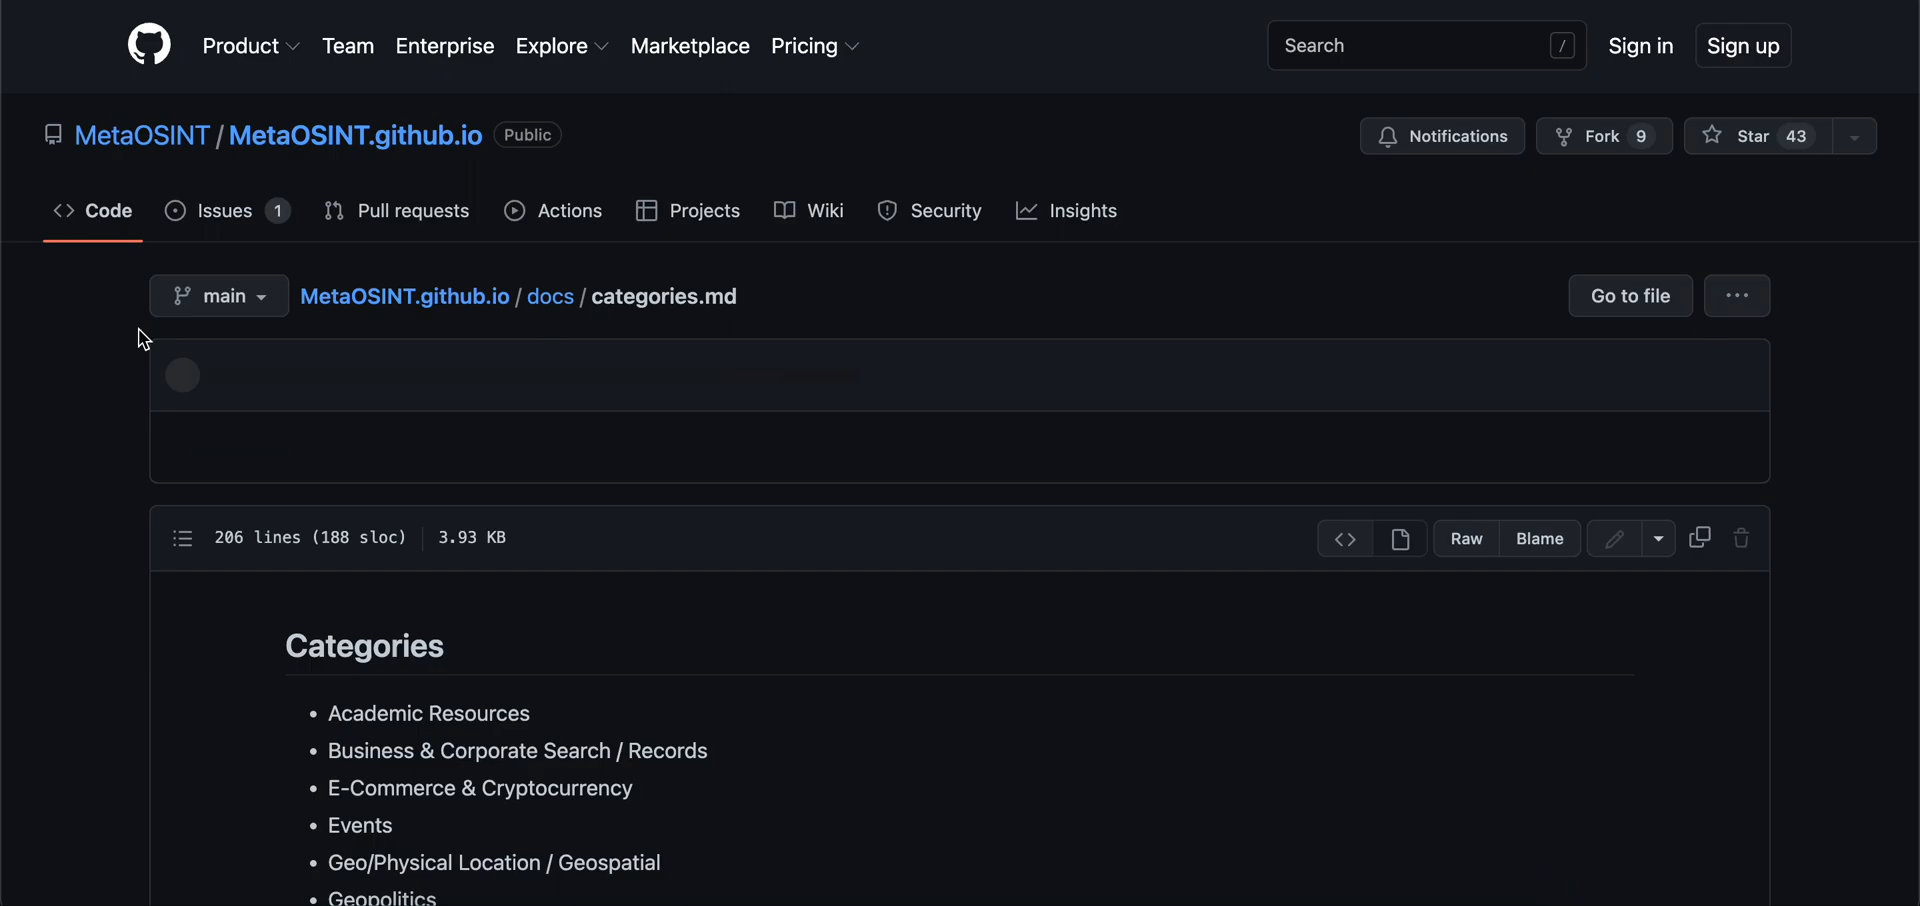 Product Team Enterprise Explore Marketplace Pricing Search / Sign in Sign up
MetaOSINT / MetaOSINT.github.io Public Notifications Fork 9 Star 43
Code Issues 1 Pull requests Actions Projects Wiki Security Insights
main MetaOSINT.github.io / docs / categories.md Go to file ...
206 lines (188 sloc) 3.93 KB <> Raw Blame
Categories
• Academic Resources
• Business & Corporate Search / Records
• E-Commerce & Cryptocurrency
• Events
• Geo/Physical Location / Geospatial
• Geopolitics